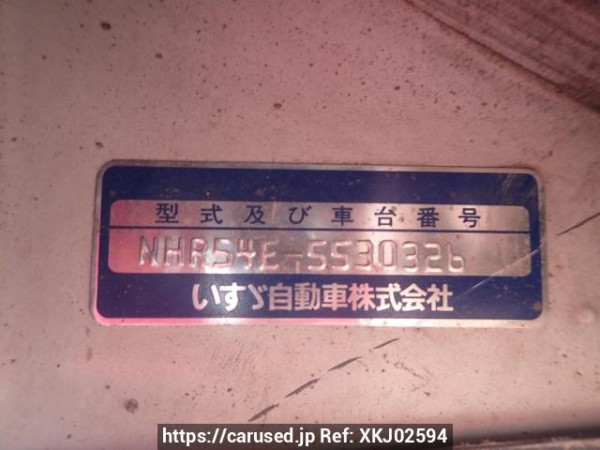 型式及び車台番号
NHR54E-5530326
いすゞ自動車株式会社
https://carused.jp Ref: XKJ02594